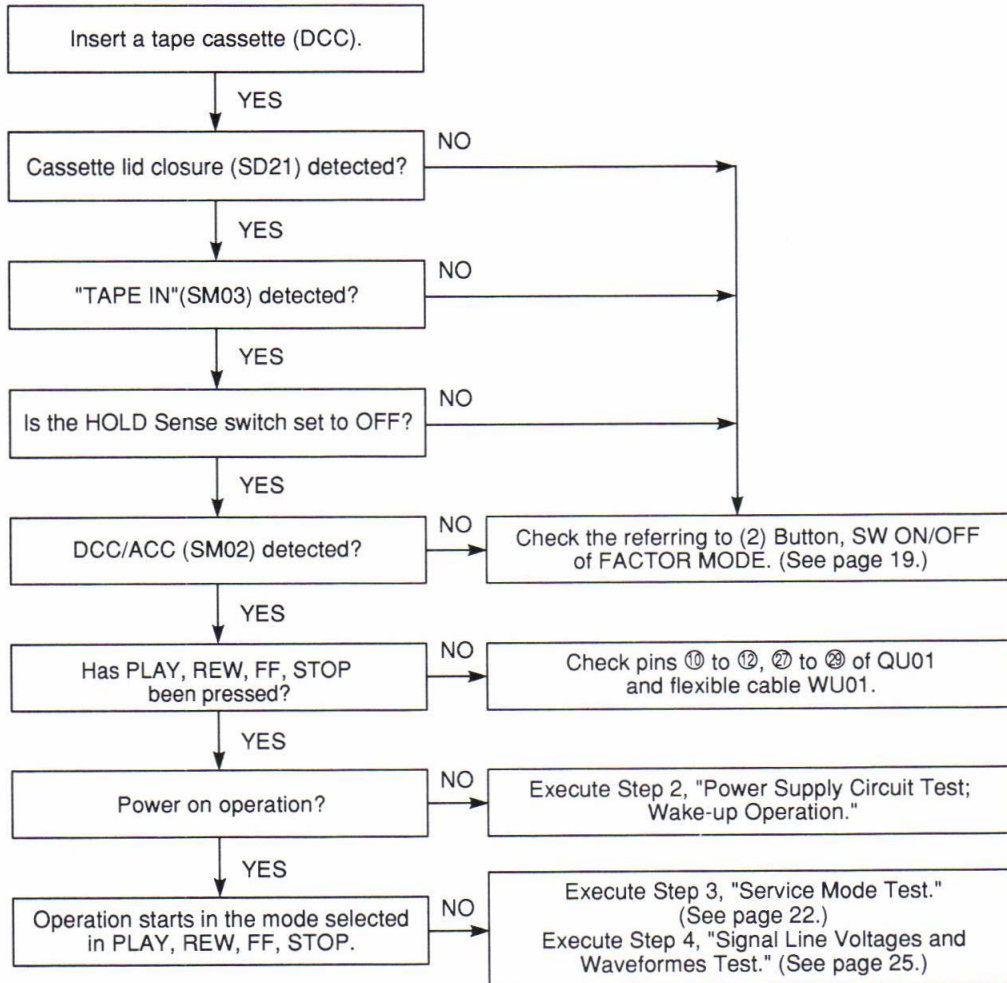 Insert a tape cassette (DCC).
YES
Cassette lid closure (SD21) detected?
NO
YES
"TAPE IN"(SM03) detected?
NO
YES
Is the HOLD Sense switch set to OFF?
NO
YES
DCC/ACC (SM02) detected?
NO
Check the referring to (2) Button, SW ON/OFF
of FACTOR MODE. (See page 19.)
YES
Has PLAY, REW, FF, STOP
been pressed?
NO
Check pins ⑩ to ⑫, ㉗ to ㉙ of QU01
and flexible cable WU01.
YES
Power on operation?
NO
Execute Step 2, "Power Supply Circuit Test;
Wake-up Operation."
YES
Operation starts in the mode selected
in PLAY, REW, FF, STOP.
NO
Execute Step 3, "Service Mode Test."
(See page 22.)
Execute Step 4, "Signal Line Voltages and
Waveformes Test." (See page 25.)